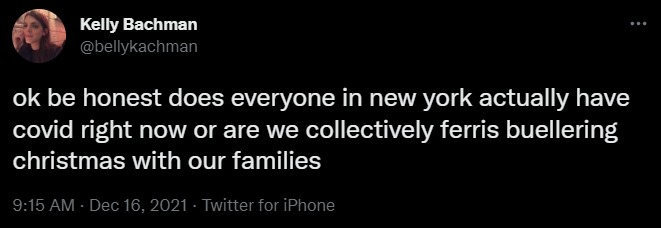 Kelly Bachman
@bellykachman
ok be honest does everyone in new york actually have
covid right now or are we collectively ferris buellering
christmas with our families
9:15 AM · Dec 16, 2021 · Twitter for iPhone